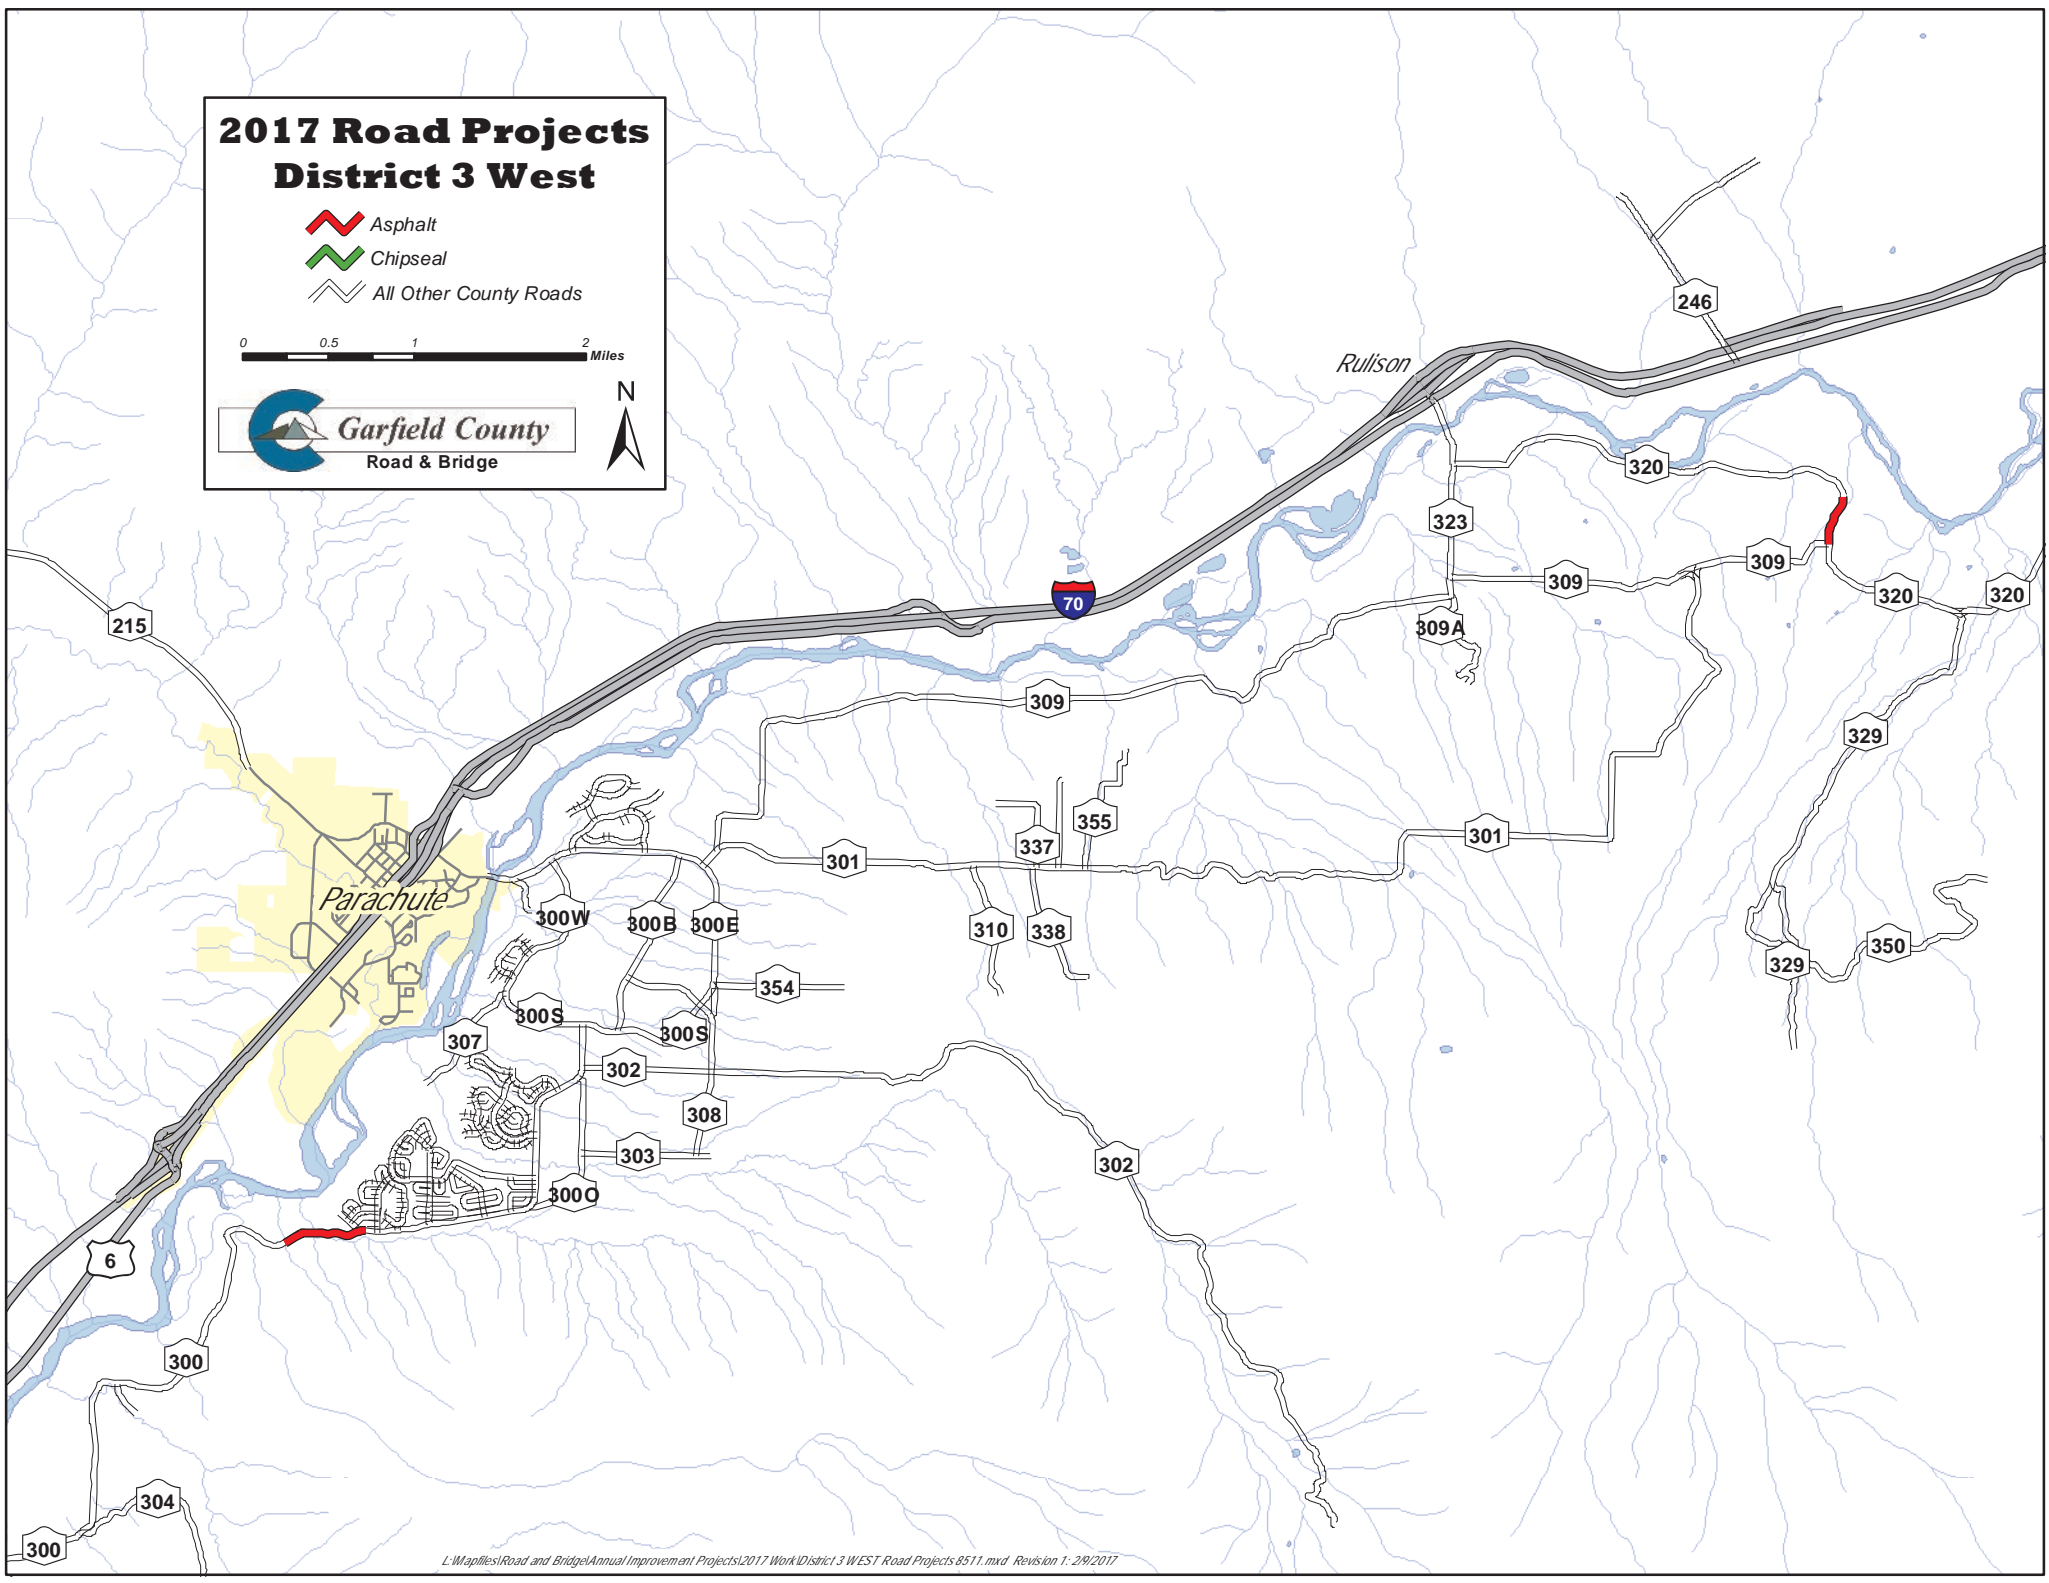 2017 Road Projects
District 3 West
Asphalt
Chipseal
All Other County Roads
0 0.5 1 2
Miles
N
Garfield County
Road & Bridge
246
Rulison
320
323
309
309
320
320
70
215
309A
309
329
355
337
301
301
Parachute
300W
300B
300E
310
338
350
329
354
300S
300S
307
302
308
303
302
300O
6
300
304
300
L:\Mapfiles\Road and Bridge\Annual Improvement Projects\2017 Work\District 3 WEST Road Projects 8511.mxd Revision 1: 2/9/2017